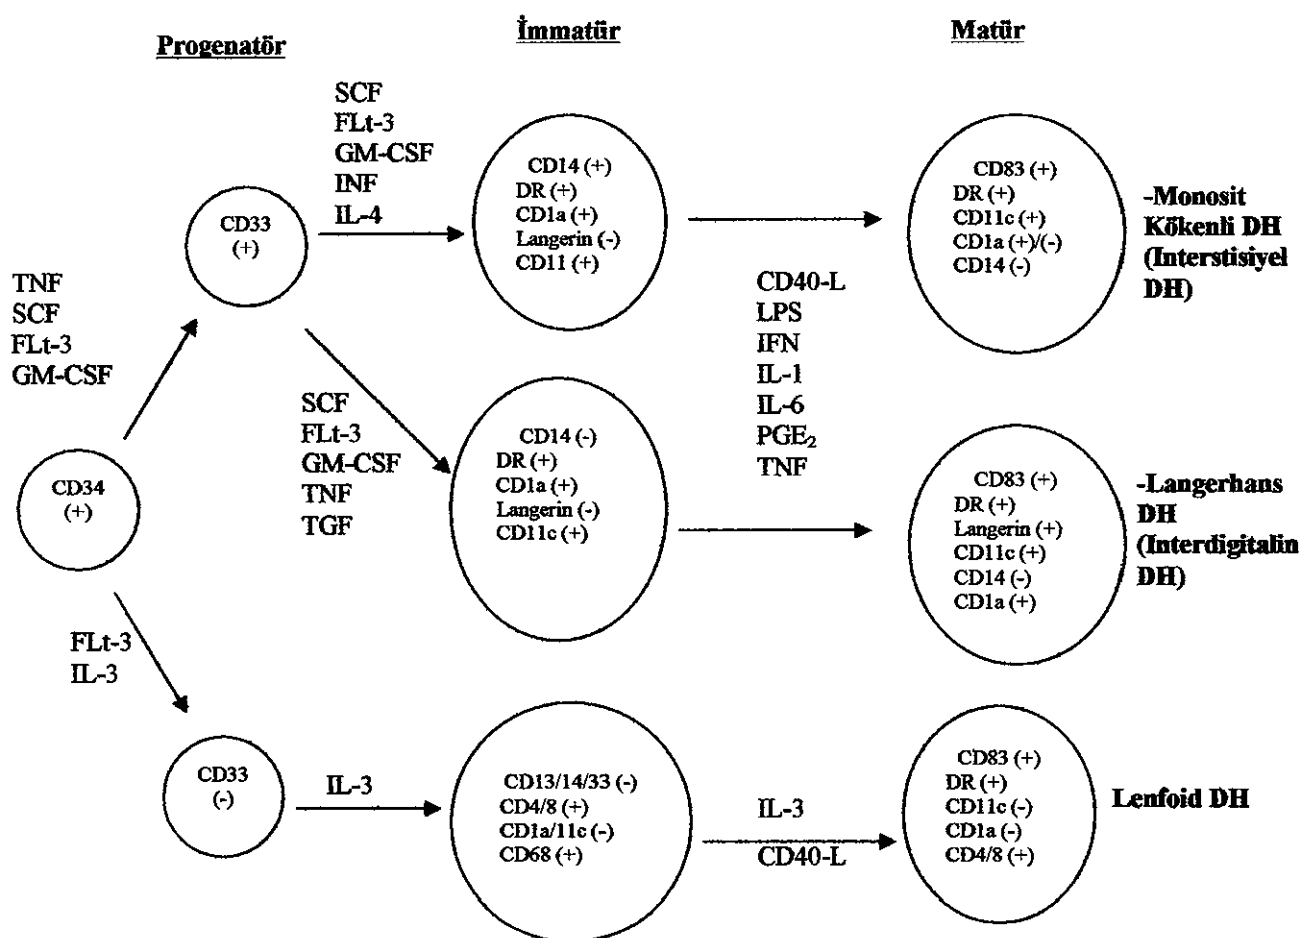 Progenatör
İmmatür
Matür
TNF
SCF
FLt-3
GM-CSF
CD34
(+)
FLt-3
IL-3
CD33
(+)
SCF
FLt-3
GM-CSF
INF
IL-4
CD14 (+)
DR (+)
CD1a (+)
Langerin (-)
CD11 (+)
CD83 (+)
DR (+)
CD11c (+)
CD1a (+)/(-)
CD14 (-)
-Monosit
Kökenli DH
(Interstisiyel
DH)
SCF
FLt-3
GM-CSF
TNF
TGF
CD14 (-)
DR (+)
CD1a (+)
Langerin (-)
CD11c (+)
CD40-L
LPS
IFN
IL-1
IL-6
PGE₂
TNF
CD83 (+)
DR (+)
Langerin (+)
CD11c (+)
CD14 (-)
CD1a (+)
-Langerhans
DH
(Interdigitalin
DH)
CD33
(-)
IL-3
CD13/14/33 (-)
CD4/8 (+)
CD1a/11c (-)
CD68 (+)
IL-3
CD40-L
CD83 (+)
DR (+)
CD11c (-)
CD1a (-)
CD4/8 (+)
Lenfoid DH